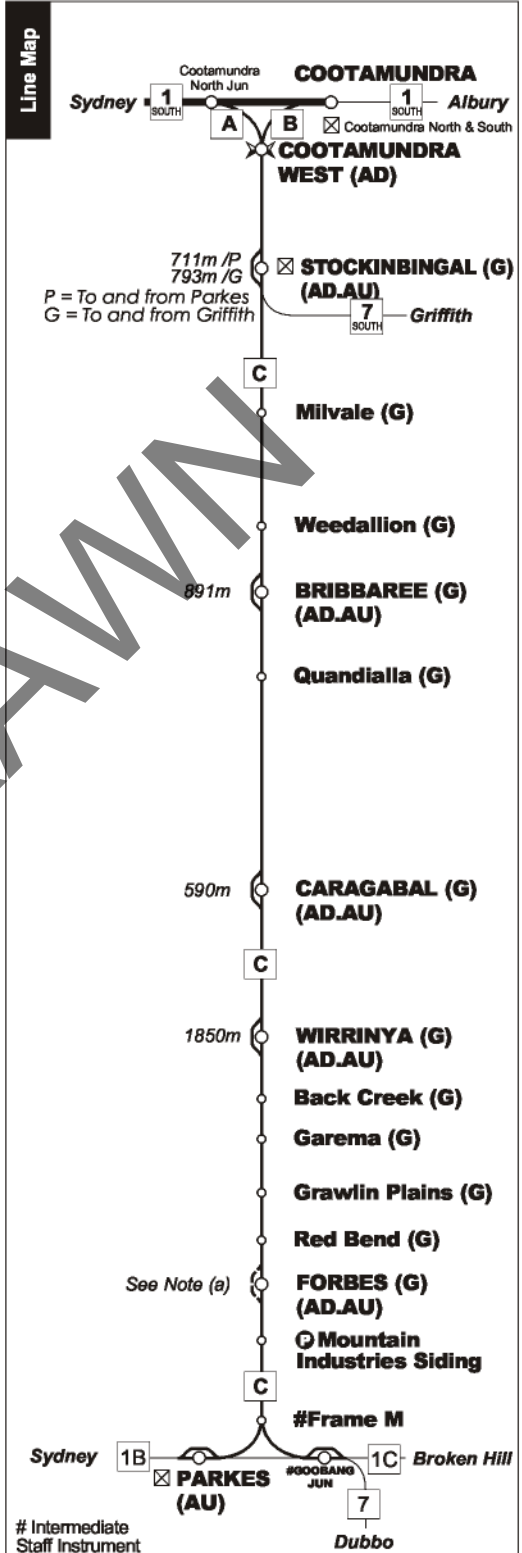 Line Map
Cootamundra
North Jun
COOTAMUNDRA
Sydney
1
SOUTH
1
SOUTH
Albury
A
B
Cootamundra North & South
COOTAMUNDRA
WEST (AD)
711m /P
793m /G
P = To and from Parkes
G = To and from Griffith
STOCKINBINGAL (G)
(AD.AU)
7
SOUTH
Griffith
C
Milvale (G)
Weedallion (G)
891m
BRIBBAREE (G)
(AD.AU)
Quandialla (G)
590m
CARAGABAL (G)
(AD.AU)
C
1850m
WIRRINYA (G)
(AD.AU)
Back Creek (G)
Garema (G)
Grawlin Plains (G)
Red Bend (G)
See Note (a)
FORBES (G)
(AD.AU)
P Mountain
Industries Siding
C
#Frame M
Sydney
1B
1C
Broken Hill
PARKES
(AU)
#GOOBANG
JUN
7
Dubbo
# Intermediate
Staff Instrument
AWN